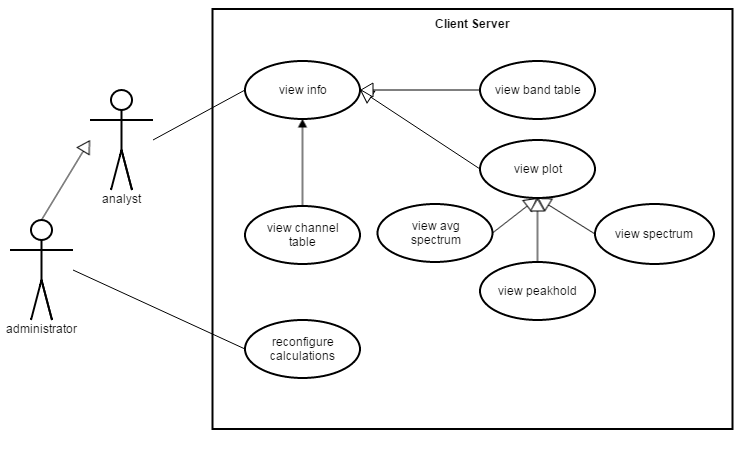 Client Server
view info
view band table
analyst
view plot
view channel
table
view avg
spectrum
view spectrum
view peakhold
administrator
reconfigure
calculations